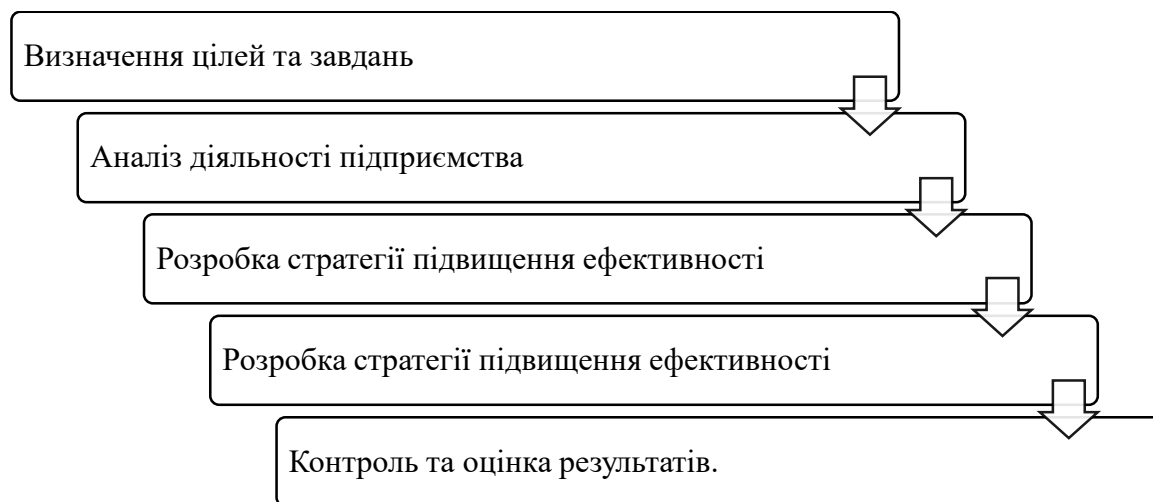 Визначення цілей та завдань
Аналіз діяльності підприємства
Розробка стратегії підвищення ефективності
Розробка стратегії підвищення ефективності
Контроль та оцінка результатів.